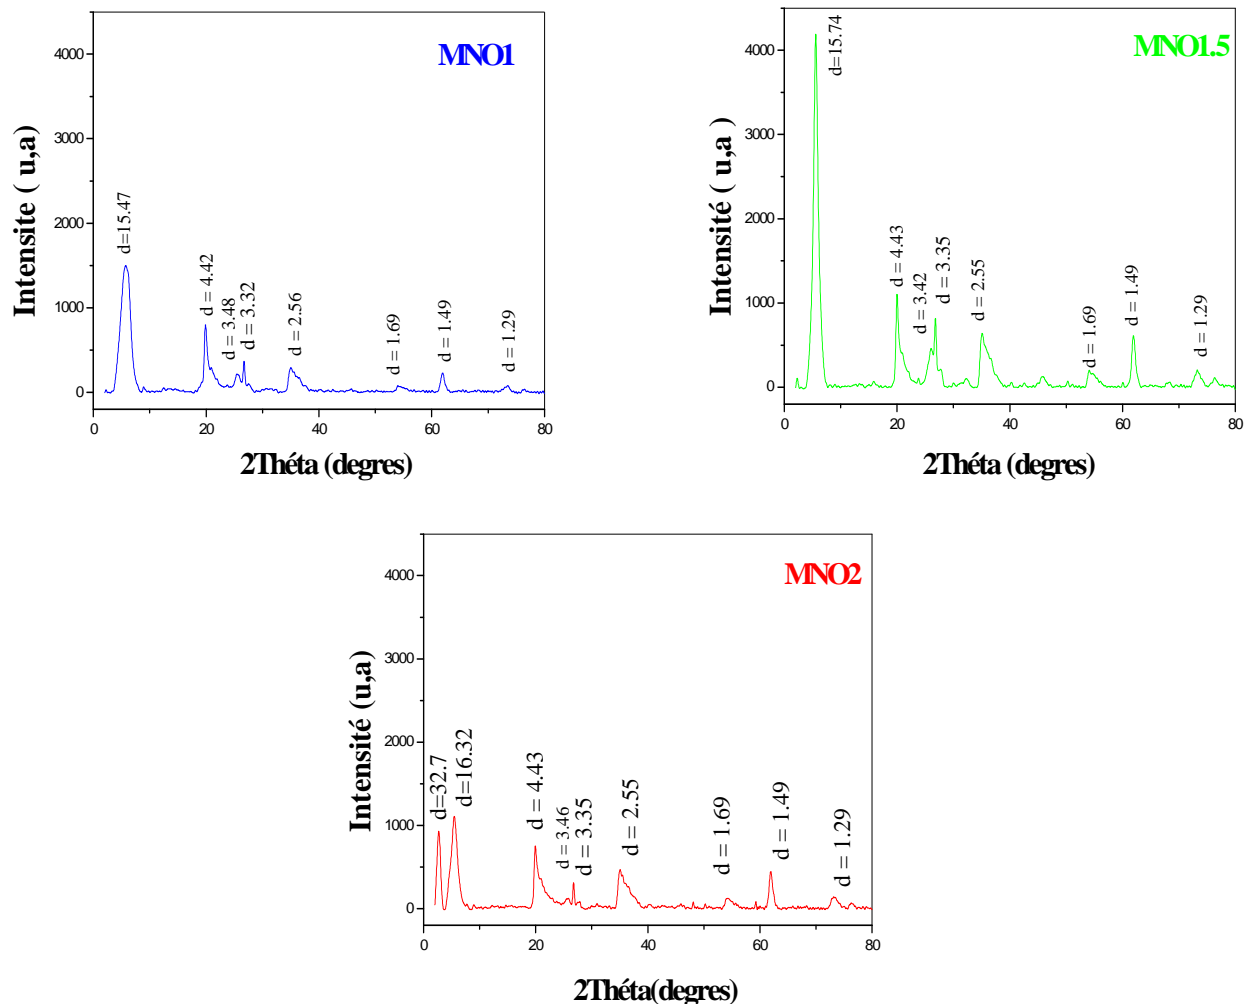 MNO1
Intensite ( u,a)
4000
3000
2000
1000
0
d=15.47
d = 4.42
d = 3.48
d = 3.32
d = 2.56
d = 1.69
d = 1.49
d = 1.29
0 20 40 60 80
2Théta (degres)
MNO1.5
Intensité ( u,a )
4000
3000
2000
1000
0
d=15.74
d = 4.43
d = 3.42
d = 3.35
d = 2.55
d = 1.69
d = 1.49
d = 1.29
0 20 40 60 80
2Théta (degres)
MNO2
Intensité (u,a)
4000
3000
2000
1000
0
d=32.7
d=16.32
d = 4.43
d = 3.46
d = 3.35
d = 2.55
d = 1.69
d = 1.49
d = 1.29
0 20 40 60 80
2Théta(degres)